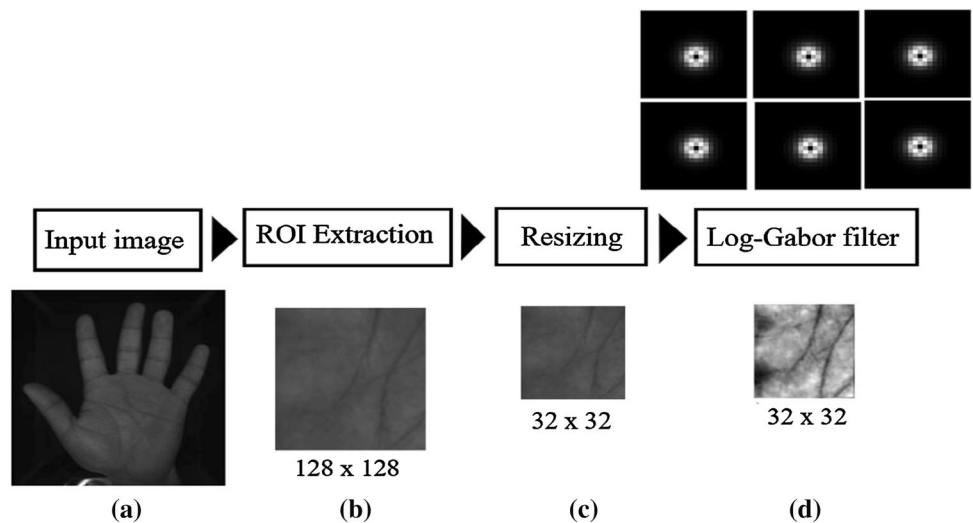 Input image
ROI Extraction
Resizing
Log-Gabor filter
128 x 128
32 x 32
32 x 32
(a)
(b)
(c)
(d)